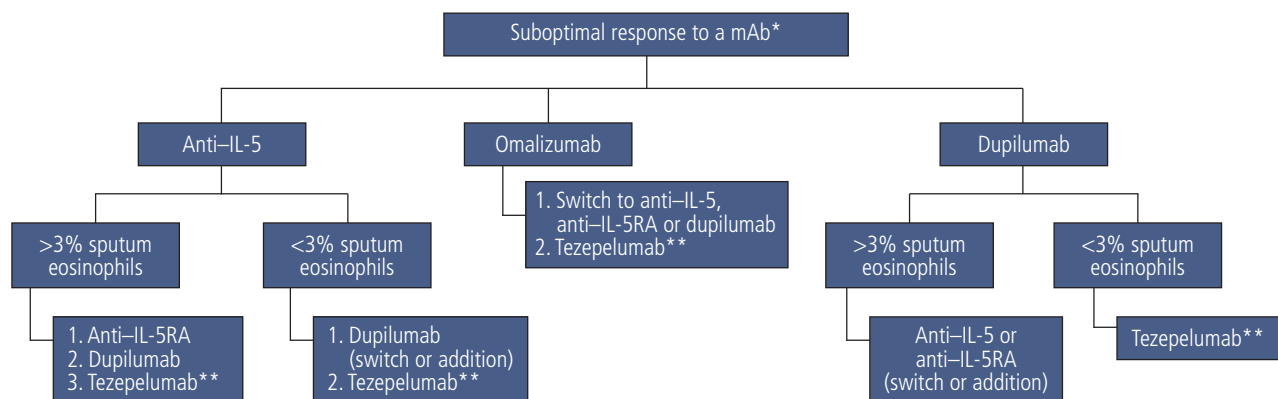 Suboptimal response to a mAb*
Anti–IL-5
Omalizumab
Dupilumab
>3% sputum
eosinophils
<3% sputum
eosinophils
1. Switch to anti–IL-5,
anti–IL-5RA or dupilumab
2. Tezepelumab**
>3% sputum
eosinophils
<3% sputum
eosinophils
1. Anti–IL-5RA
2. Dupilumab
3. Tezepelumab**
1. Dupilumab
(switch or addition)
2. Tezepelumab**
Anti–IL-5 or
anti–IL-5RA
(switch or addition)
Tezepelumab**